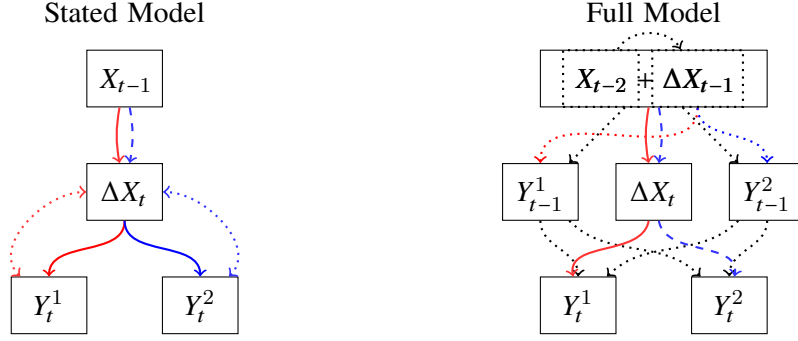 Stated Model
Full Model
X_{t−1}
X_{t−2} + ΔX_{t−1}
ΔX_t
Y^1_{t−1}
ΔX_t
Y^2_{t−1}
Y^1_t
Y^2_t
Y^1_t
Y^2_t